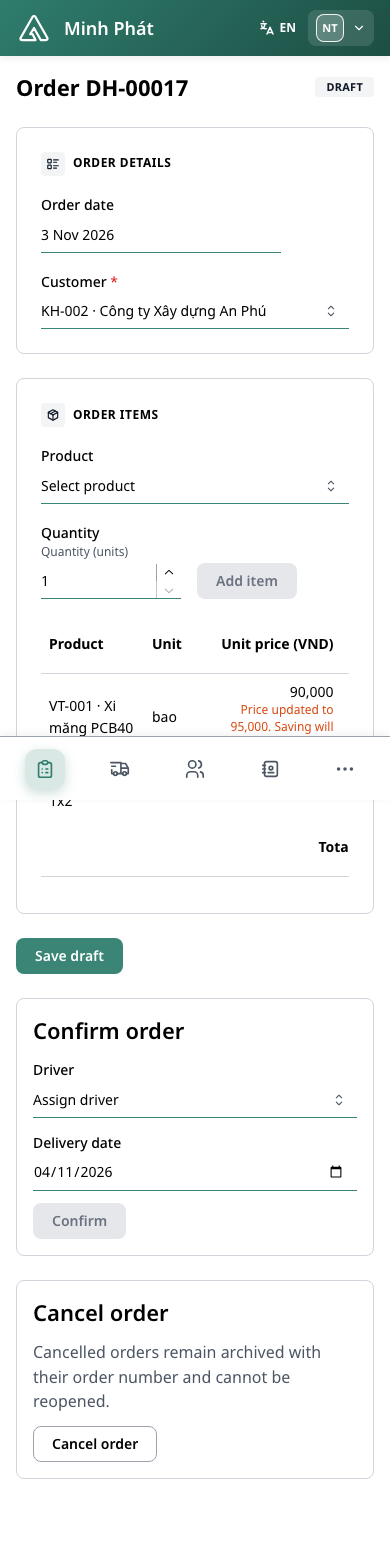 Minh Phát
EN
NT
Order DH-00017
DRAFT
ORDER DETAILS
Order date
3 Nov 2026
Customer *
KH-002 · Công ty Xây dựng An Phú
ORDER ITEMS
Product
Select product
Quantity
Quantity (units)
1
Add item
Product Unit Unit price (VND)
90,000
Price updated to
95,000. Saving will
VT-001 · Xi
măng PCB40
bao
1x2
Tota
Save draft
Confirm order
Driver
Assign driver
Delivery date
04/11/2026
Confirm
Cancel order
Cancelled orders remain archived with
their order number and cannot be
reopened.
Cancel order